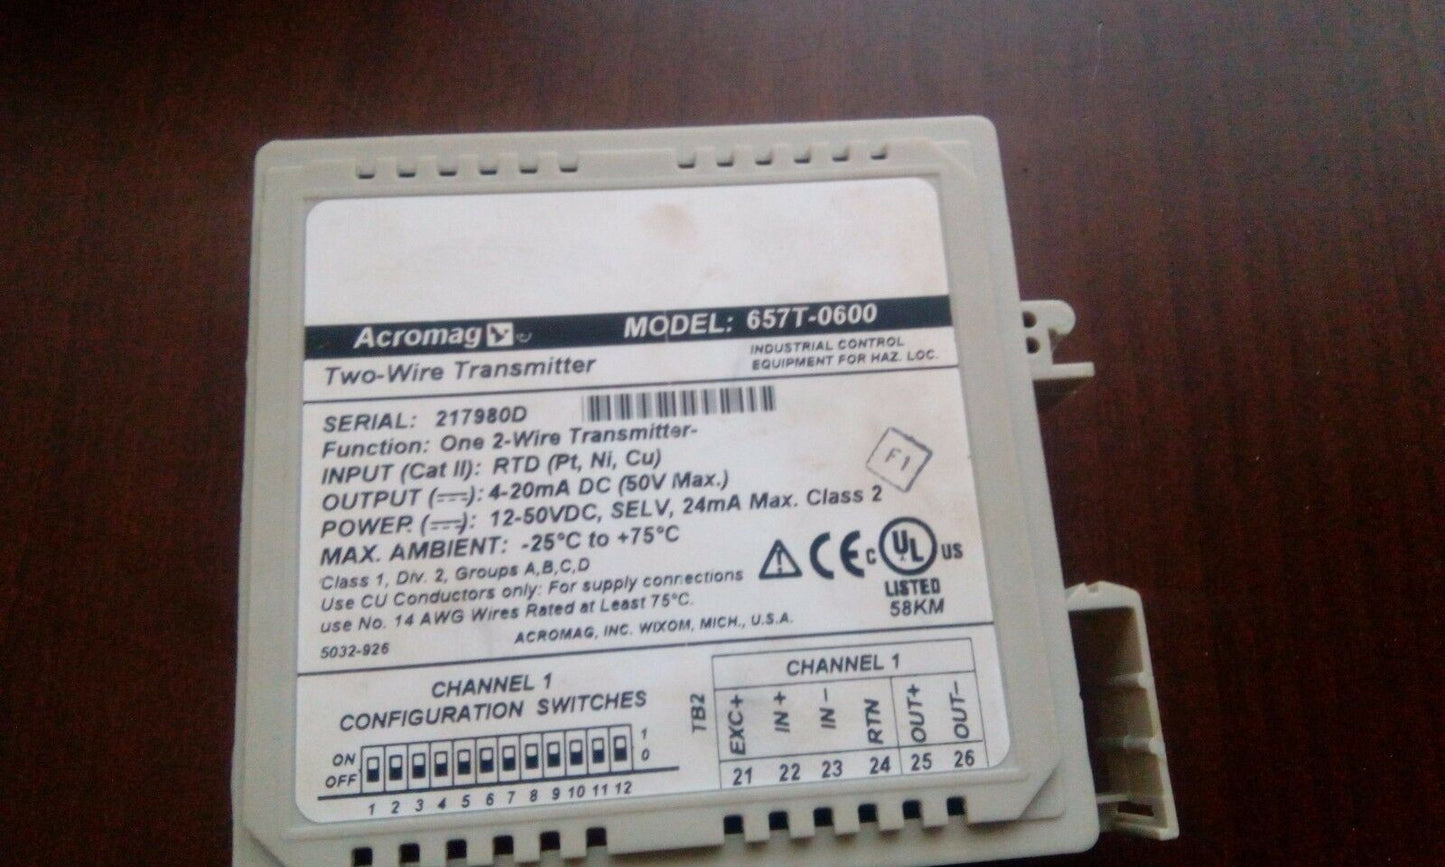 Acromag MODEL: 657T-0600
Two-Wire Transmitter
INDUSTRIAL CONTROL
EQUIPMENT FOR HAZ. LOC.
SERIAL: 217980D
Function: One 2-Wire Transmitter-
INPUT (Cat II): RTD (Pt, Ni, Cu)
OUTPUT (⎓): 4-20mA DC (50V Max.)
POWER (⎓): 12-50VDC, SELV, 24mA Max. Class 2
MAX. AMBIENT: -25°C to +75°C
Class 1, Div. 2, Groups A,B,C,D
Use CU Conductors only: For supply connections
use No. 14 AWG Wires Rated at Least 75°C.
ACROMAG, INC. WIXOM, MICH., U.S.A.
5032-926
F1
CE C UL US
LISTED
58KM
CHANNEL 1
CONFIGURATION SWITCHES
ON 1
OFF 0
1 2 3 4 5 6 7 8 9 10 11 12
TB2
CHANNEL 1
EXC+ IN+ IN- RTN OUT+ OUT-
21 22 23 24 25 26